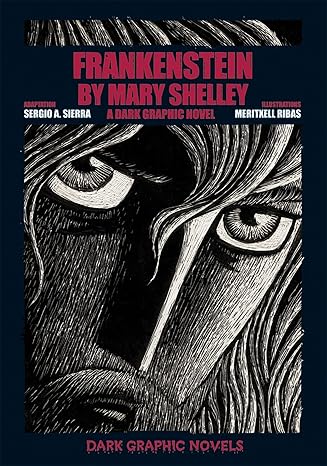 FRANKENSTEIN
BY MARY SHELLEY
ADAPTATION
SERGIO A. SIERRA
A DARK GRAPHIC NOVEL
ILLUSTRATIONS
MERITXELL RIBAS
DARK GRAPHIC NOVELS